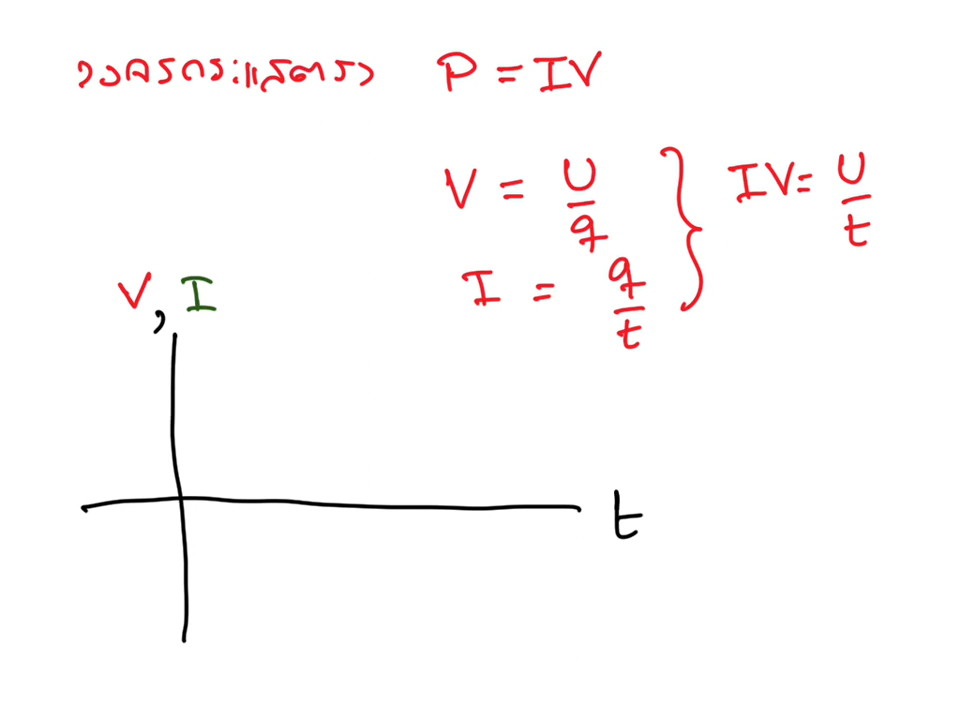 วงจรกระแสตรง P = IV
V = U/q
I = q/t
IV = U/t
V, I
t